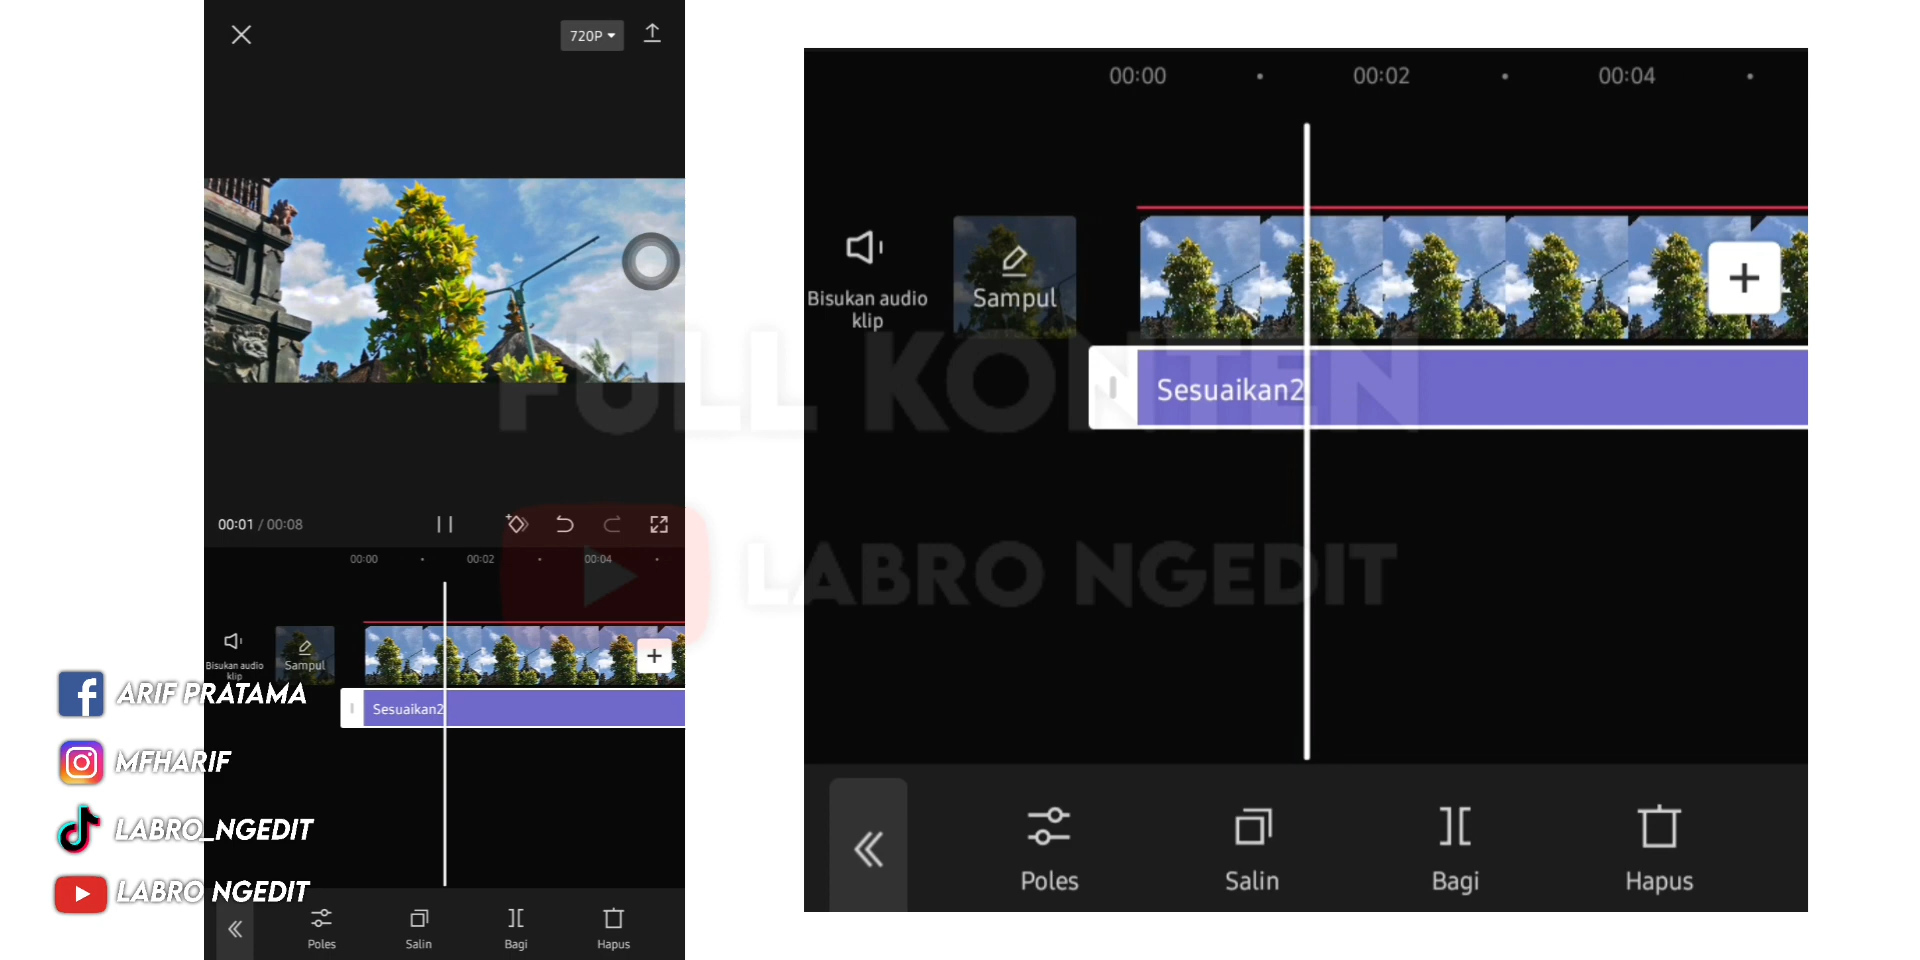 720P
00:01 / 00:08
00:00
00:02
00:04
Bisukan audio
klip
Sampul
Sesuaikan2
Poles
Salin
Bagi
Hapus
ARIF PRATAMA
MFHARIF
LABRO_NGEDIT
LABRO NGEDIT
00:00
00:02
00:04
Bisukan audio
klip
Sampul
Sesuaikan2
Poles
Salin
Bagi
Hapus
FULL KONTEN
LABRO NGEDIT